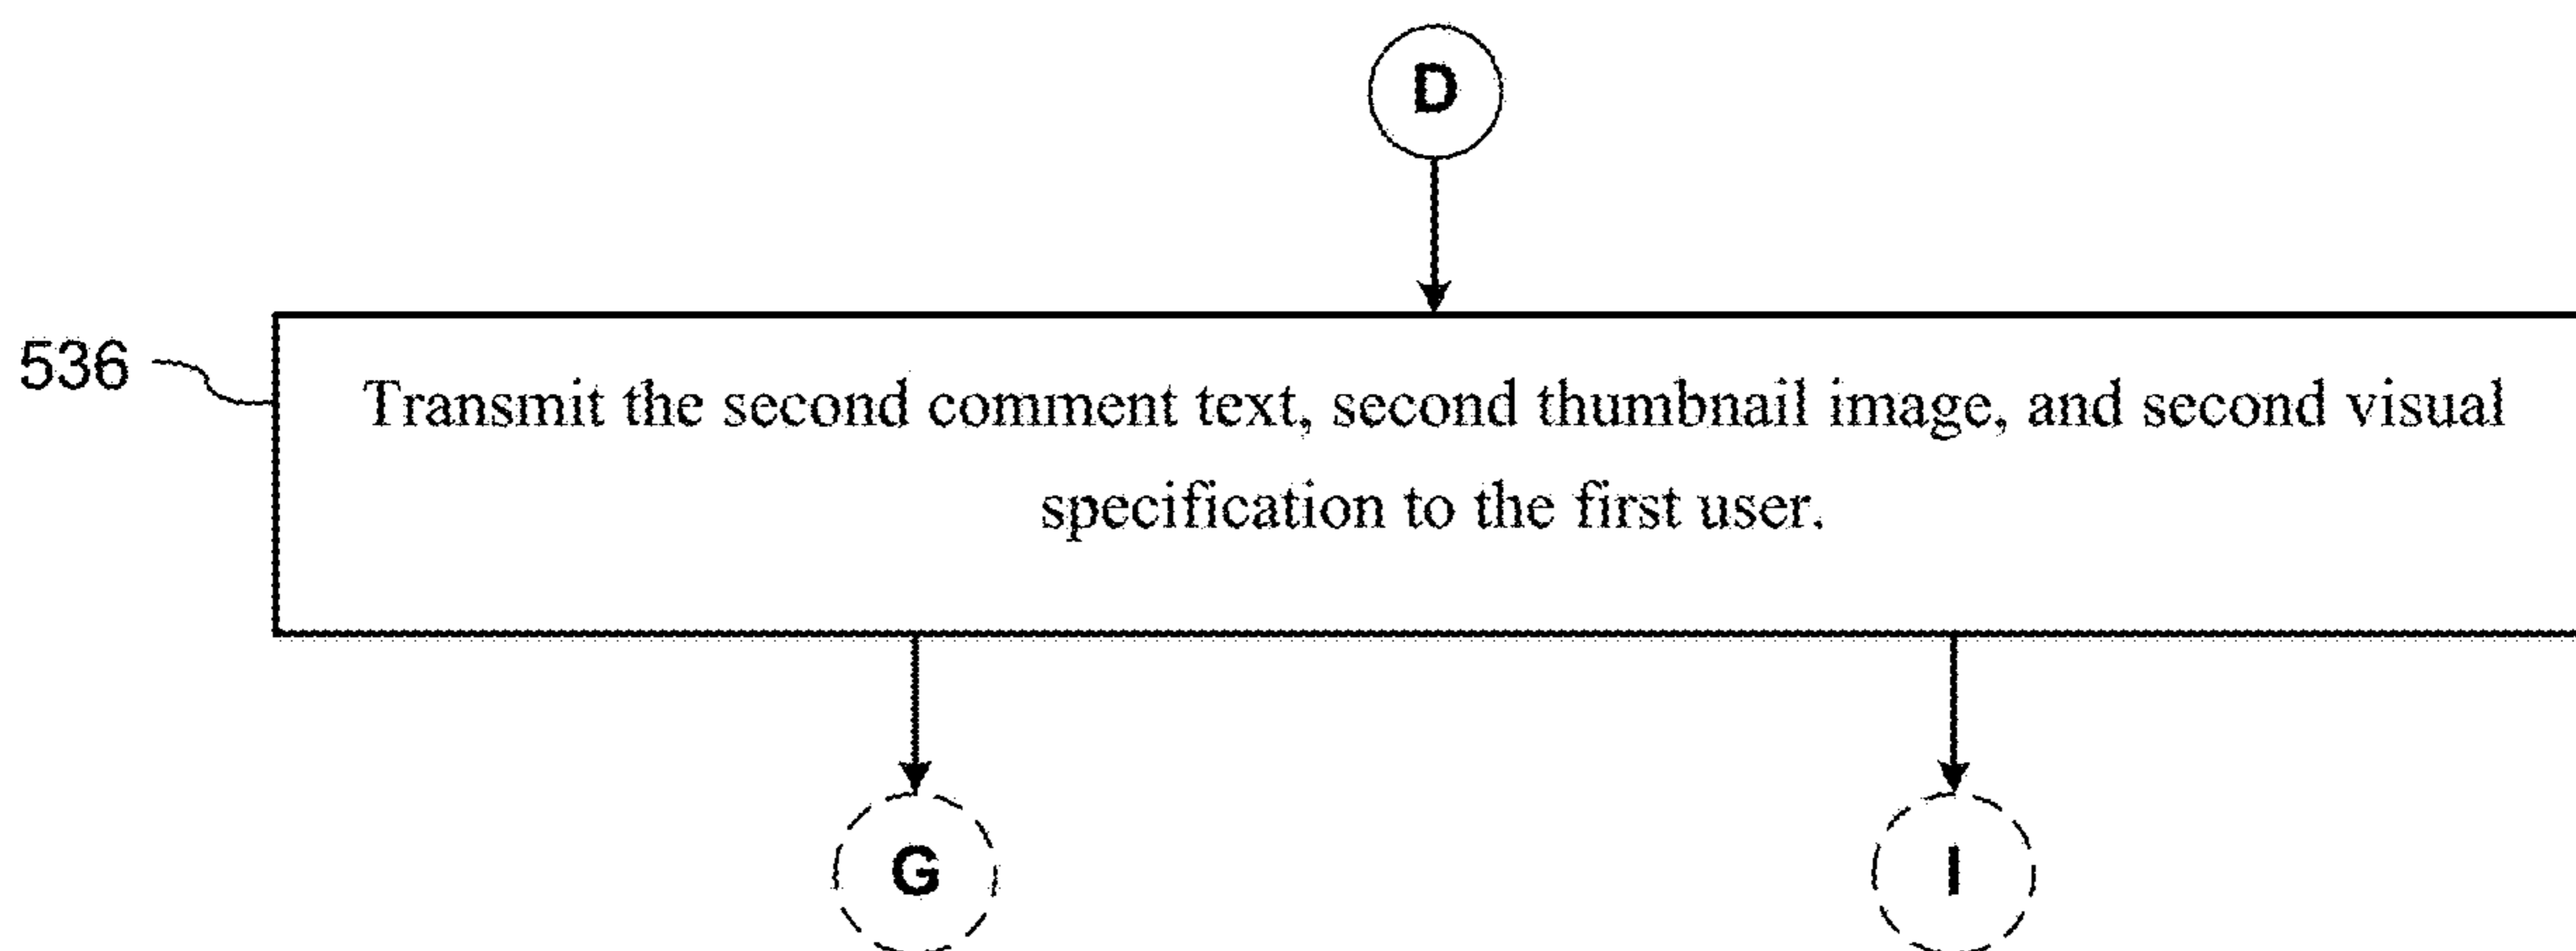 D
536
Transmit the second comment text, second thumbnail image, and second visual
specification to the first user.
G
I